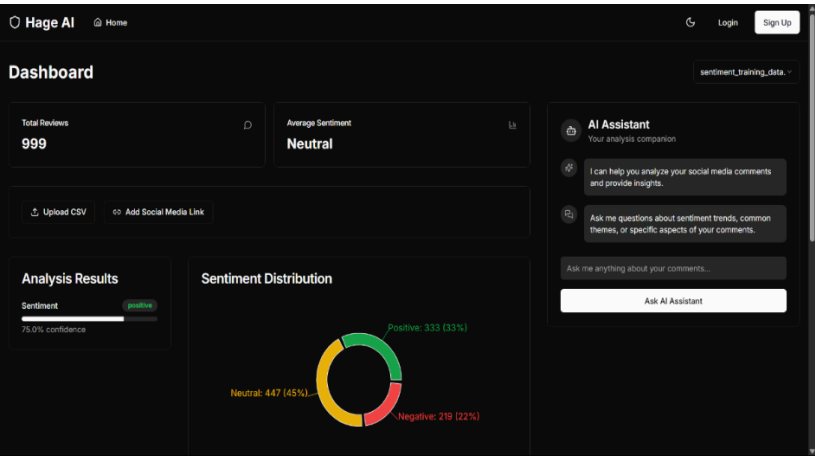 Hage AI
Home
Login
Sign Up
Dashboard
sentiment_training_data.
Total Reviews
999
Average Sentiment
Neutral
AI Assistant
Your analysis companion
I can help you analyze your social media comments
and provide insights.
Ask me questions about sentiment trends, common
themes, or specific aspects of your comments.
Ask me anything about your comments...
Ask AI Assistant
Upload CSV
Add Social Media Link
Analysis Results
Sentiment
positive
75.0% confidence
Sentiment Distribution
Positive: 333 (33%)
Neutral: 447 (45%)
Negative: 219 (22%)